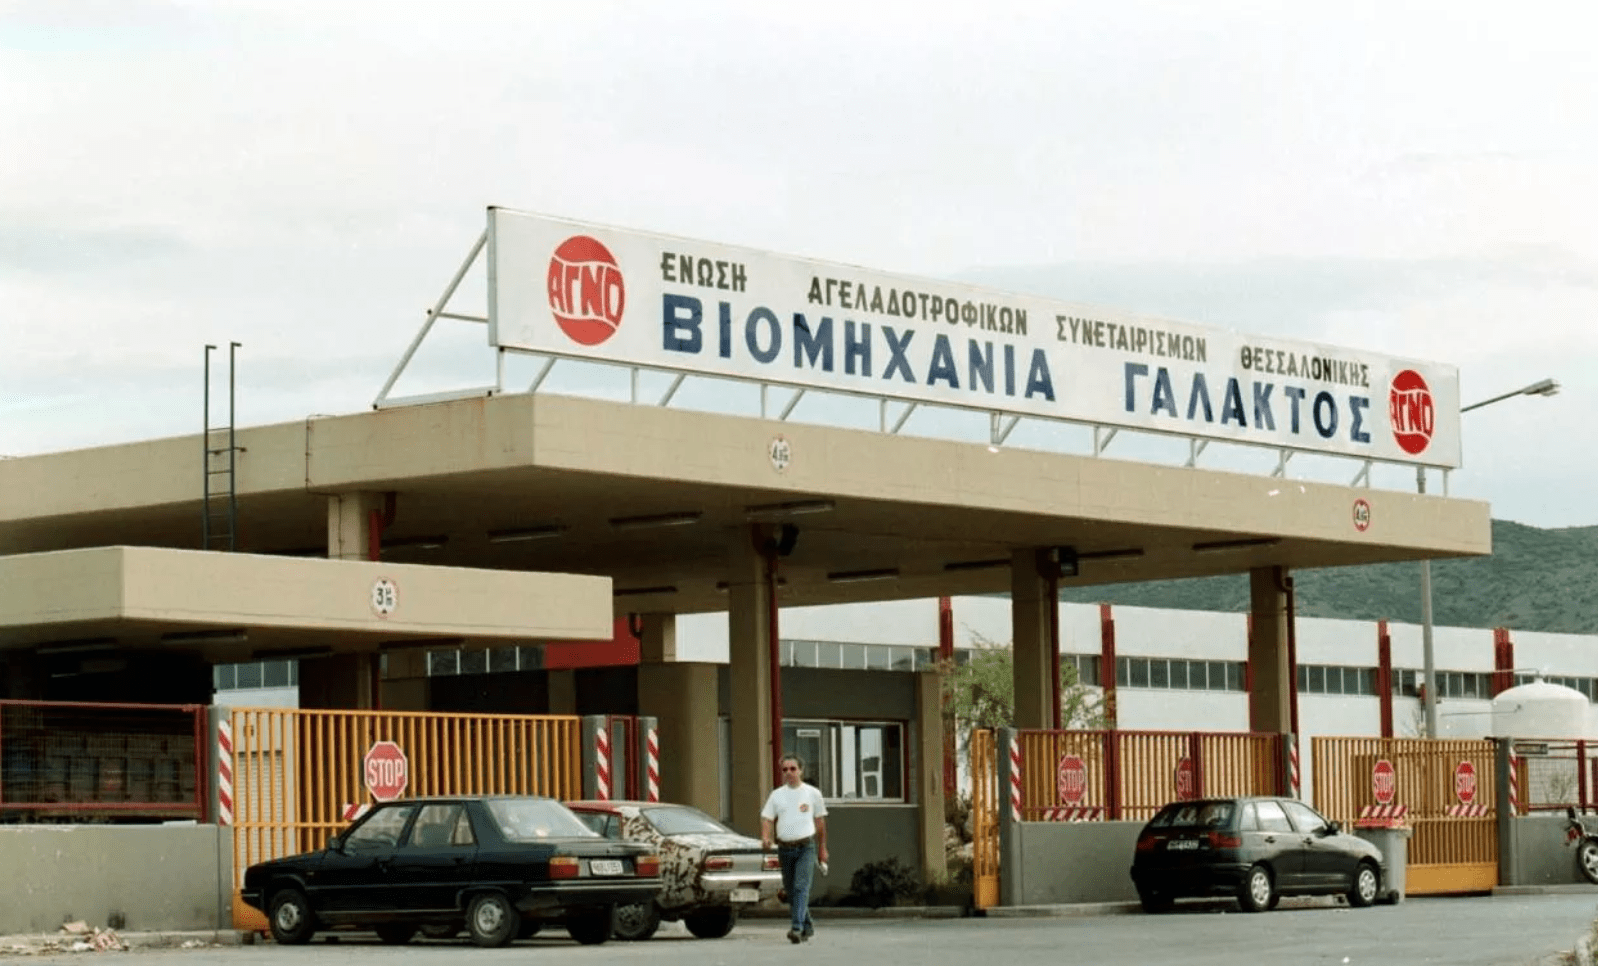 ΑΓΝΟ
ΕΝΩΣΗ ΑΓΕΛΑΔΟΤΡΟΦΙΚΩΝ ΣΥΝΕΤΑΙΡΙΣΜΩΝ ΘΕΣΣΑΛΟΝΙΚΗΣ
ΒΙΟΜΗΧΑΝΙΑ ΓΑΛΑΚΤΟΣ
ΑΓΝΟ
STOP
STOP
STOP
STOP
STOP